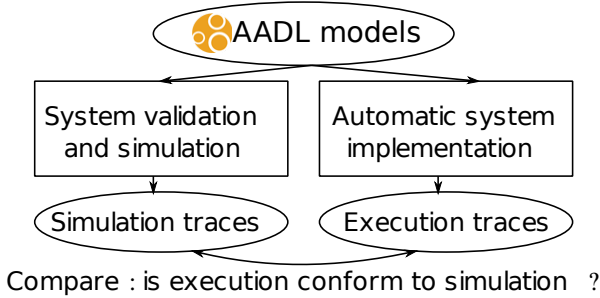 AADL models
System validation
and simulation
Automatic system
implementation
Simulation traces
Execution traces
Compare : is execution conform to simulation ?